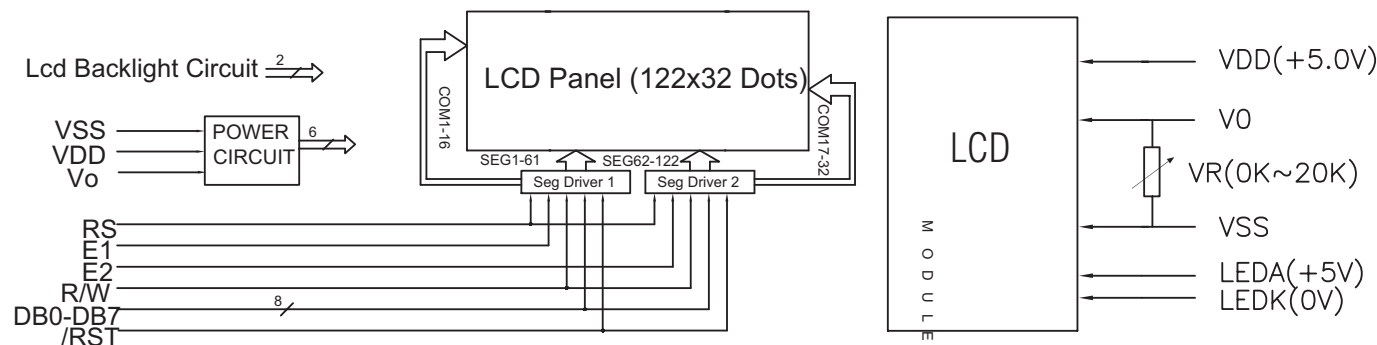 Lcd Backlight Circuit
2
VSS
VDD
Vo
POWER
CIRCUIT
6
LCD Panel (122x32 Dots)
COM1-16
COM17-32
SEG1-61
SEG62-122
Seg Driver 1
Seg Driver 2
RS
E1
E2
R/W
DB0-DB7
8
/RST
LCD
MODULE
VDD(+5.0V)
V0
VR(0K~20K)
VSS
LEDA(+5V)
LEDK(0V)